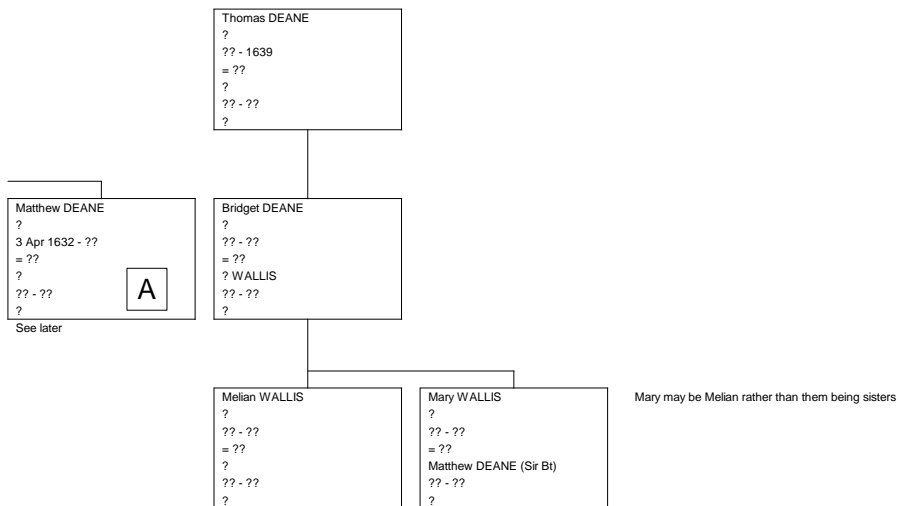 Thomas DEANE
?
?? - 1639
= ??
?
?? - ??
?
Matthew DEANE
?
3 Apr 1632 - ??
= ??
?
?? - ??
?
A
See later
Bridget DEANE
?
?? - ??
= ??
? WALLIS
?? - ??
?
Melian WALLIS
?
?? - ??
= ??
?
?? - ??
?
Mary WALLIS
?
?? - ??
= ??
Matthew DEANE (Sir Bt)
?? - ??
?
Mary may be Melian rather than them being sisters